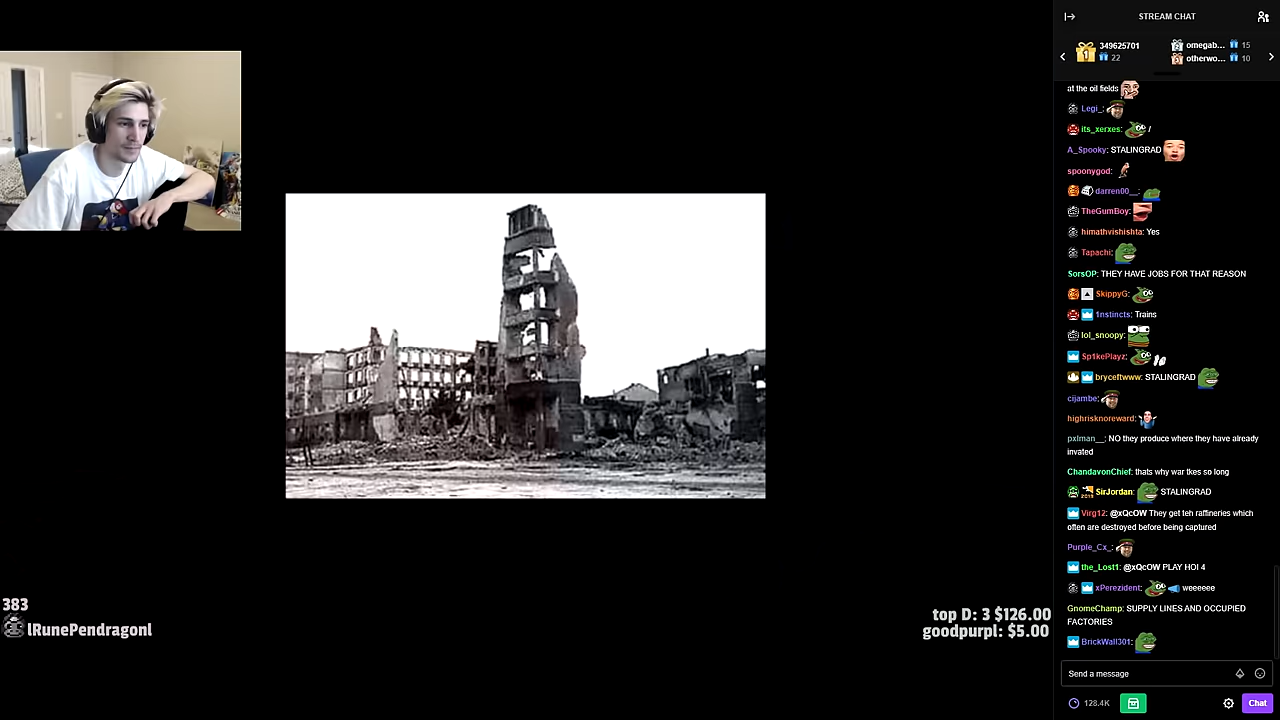 STREAM CHAT
349625701
22
omegab... 15
otherwo... 10
at the oil fields
Legi_:
its_xerxes: /
A_Spooky: STALINGRAD
spoonygod:
darren00__:
TheGumBoy:
himathvishishta: Yes
Tapachi:
SorsOP: THEY HAVE JOBS FOR THAT REASON
SkippyG:
1nstincts: Trains
lol_snoopy:
Sp1kePlayz:
bryceftwww: STALINGRAD
cijambe:
highrisknoreward:
pxlman__: NO they produce where they have already
invated
ChandavonChief: thats why war tkes so long
SirJordan: STALINGRAD
Virg12: @xQcOW They get teh raffineries which
often are destroyed before being captured
Purple_Cx_:
the_Lost1: @xQcOW PLAY HOI 4
xPerezident: weeeeee
GnomeChamp: SUPPLY LINES AND OCCUPIED
FACTORIES
BrickWall301:
Send a message
128.4K
Chat
383
lRunePendragonl
top D: 3 $126.00
goodpurpl: $5.00